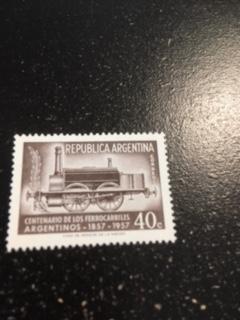 REPUBLICA ARGENTINA
CENTENARIO DE LOS FERROCARRILES
ARGENTINOS - 1857 - 1957
40c